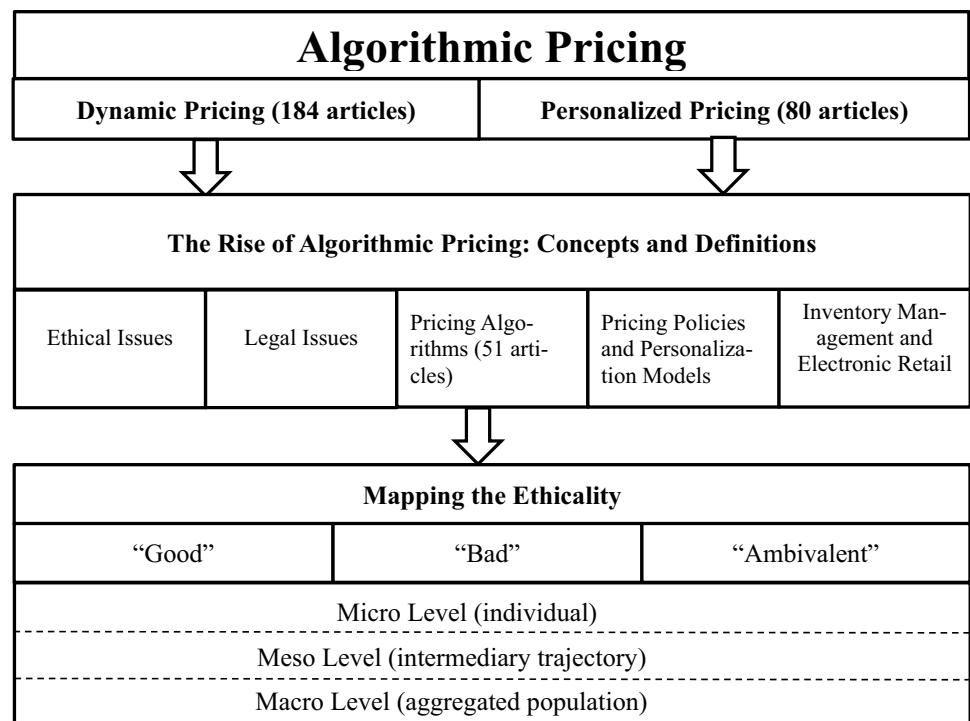 Algorithmic Pricing
Dynamic Pricing (184 articles)
Personalized Pricing (80 articles)
The Rise of Algorithmic Pricing: Concepts and Definitions
Ethical Issues
Legal Issues
Pricing Algo-
rithms (51 arti-
cles)
Pricing Policies
and Personaliza-
tion Models
Inventory Man-
agement and
Electronic Retail
Mapping the Ethicality
“Good”
“Bad”
“Ambivalent”
Micro Level (individual)
Meso Level (intermediary trajectory)
Macro Level (aggregated population)